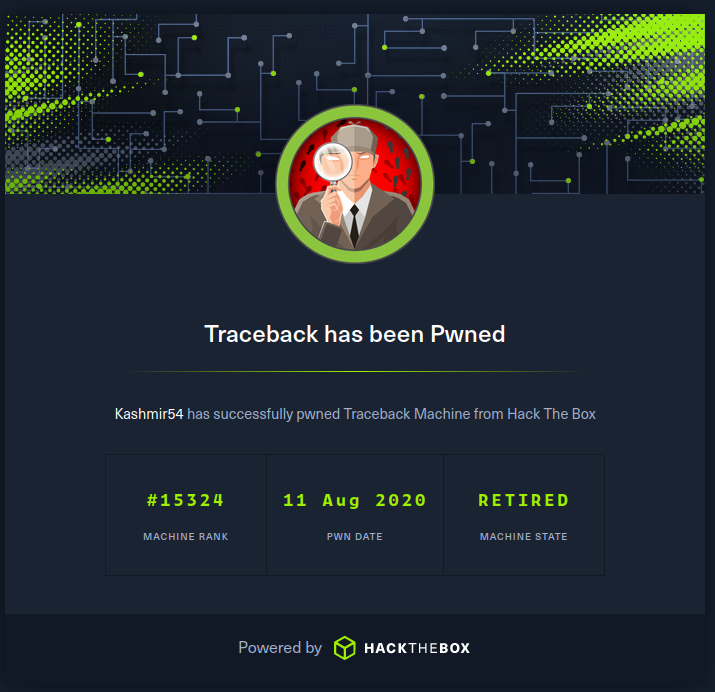 Traceback has been Pwned
Kashmir54 has successfully pwned Traceback Machine from Hack The Box
#15324 11 Aug 2020 RETIRED
MACHINE RANK PWN DATE MACHINE STATE
Powered by HACKTHEBOX